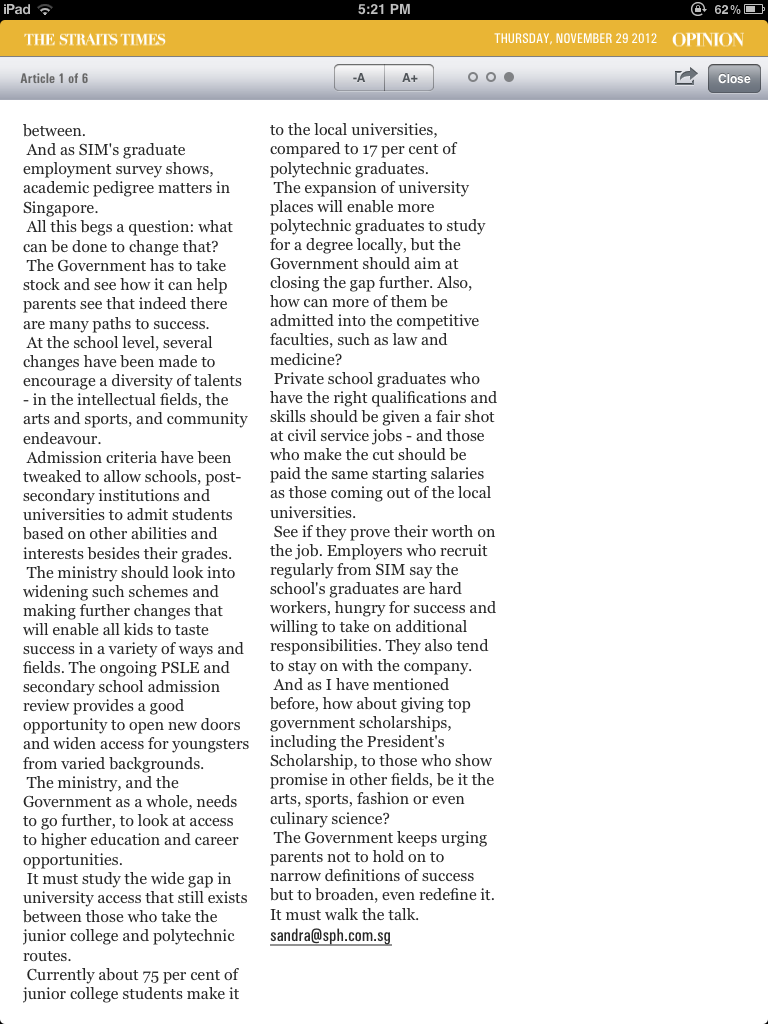 iPad 5:21 PM 62%
THE STRAITS TIMES THURSDAY, NOVEMBER 29 2012 OPINION
Article 1 of 6 -A A+ Close
between.
And as SIM's graduate
employment survey shows,
academic pedigree matters in
Singapore.
All this begs a question: what
can be done to change that?
The Government has to take
stock and see how it can help
parents see that indeed there
are many paths to success.
At the school level, several
changes have been made to
encourage a diversity of talents
- in the intellectual fields, the
arts and sports, and community
endeavour.
Admission criteria have been
tweaked to allow schools, post-
secondary institutions and
universities to admit students
based on other abilities and
interests besides their grades.
The ministry should look into
widening such schemes and
making further changes that
will enable all kids to taste
success in a variety of ways and
fields. The ongoing PSLE and
secondary school admission
review provides a good
opportunity to open new doors
and widen access for youngsters
from varied backgrounds.
The ministry, and the
Government as a whole, needs
to go further, to look at access
to higher education and career
opportunities.
It must study the wide gap in
university access that still exists
between those who take the
junior college and polytechnic
routes.
Currently about 75 per cent of
junior college students make it
to the local universities,
compared to 17 per cent of
polytechnic graduates.
The expansion of university
places will enable more
polytechnic graduates to study
for a degree locally, but the
Government should aim at
closing the gap further. Also,
how can more of them be
admitted into the competitive
faculties, such as law and
medicine?
Private school graduates who
have the right qualifications and
skills should be given a fair shot
at civil service jobs - and those
who make the cut should be
paid the same starting salaries
as those coming out of the local
universities.
See if they prove their worth on
the job. Employers who recruit
regularly from SIM say the
school's graduates are hard
workers, hungry for success and
willing to take on additional
responsibilities. They also tend
to stay on with the company.
And as I have mentioned
before, how about giving top
government scholarships,
including the President's
Scholarship, to those who show
promise in other fields, be it the
arts, sports, fashion or even
culinary science?
The Government keeps urging
parents not to hold on to
narrow definitions of success
but to broaden, even redefine it.
It must walk the talk.
sandra@sph.com.sg